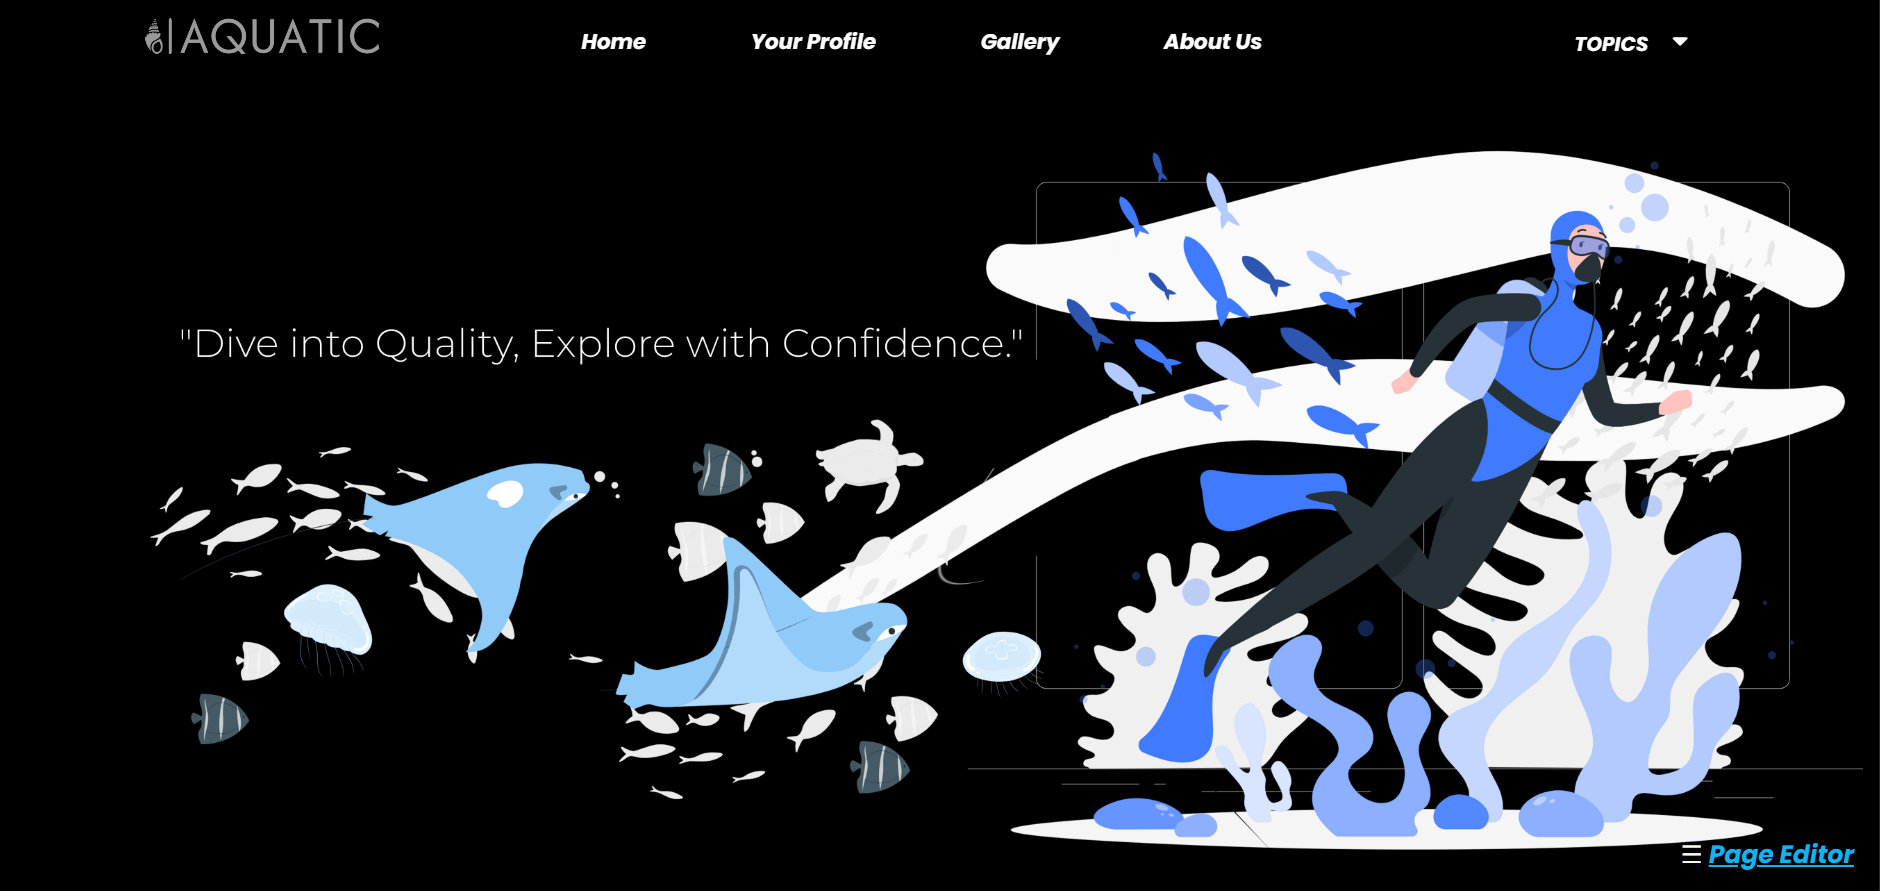 AQUATIC
Home
Your Profile
Gallery
About Us
TOPICS
"Dive into Quality, Explore with Confidence."
☰ Page Editor